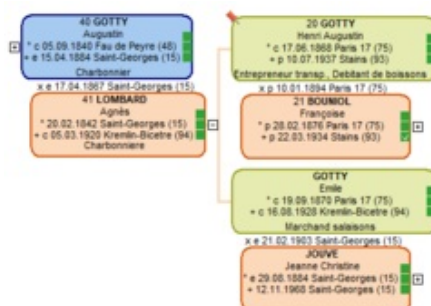 40 GOTTY
Augustin
° c 05.09.1840 Fau de Peyre (48)
+ e 15.04.1884 Saint-Georges (15)
Charbonnier
x e 17.04.1867 Saint-Georges (15)
41 LOMBARD
Agnès
° 20.02.1842 Saint-Georges (15)
+ c 05.03.1920 Kremlin-Bicetre (94)
Charbonniere
20 GOTTY
Henri Augustin
° c 17.06.1868 Paris 17 (75)
+ p 10.07.1937 Stains (93)
Entrepreneur transp., Debitant de boissons
x p 10.01.1894 Paris 17 (75)
21 BOUNIOL
Françoise
° p 28.02.1876 Paris 17 (75)
+ p 22.03.1934 Stains (93)
GOTTY
Emile
° c 19.09.1870 Paris 17 (75)
+ c 16.08.1928 Kremlin-Bicetre (94)
Marchand salaisons
x e 21.02.1903 Saint-Georges (15)
JOUVE
Jeanne Christine
° e 29.08.1884 Saint-Georges (15)
+ 12.11.1968 Saint-Georges (15)